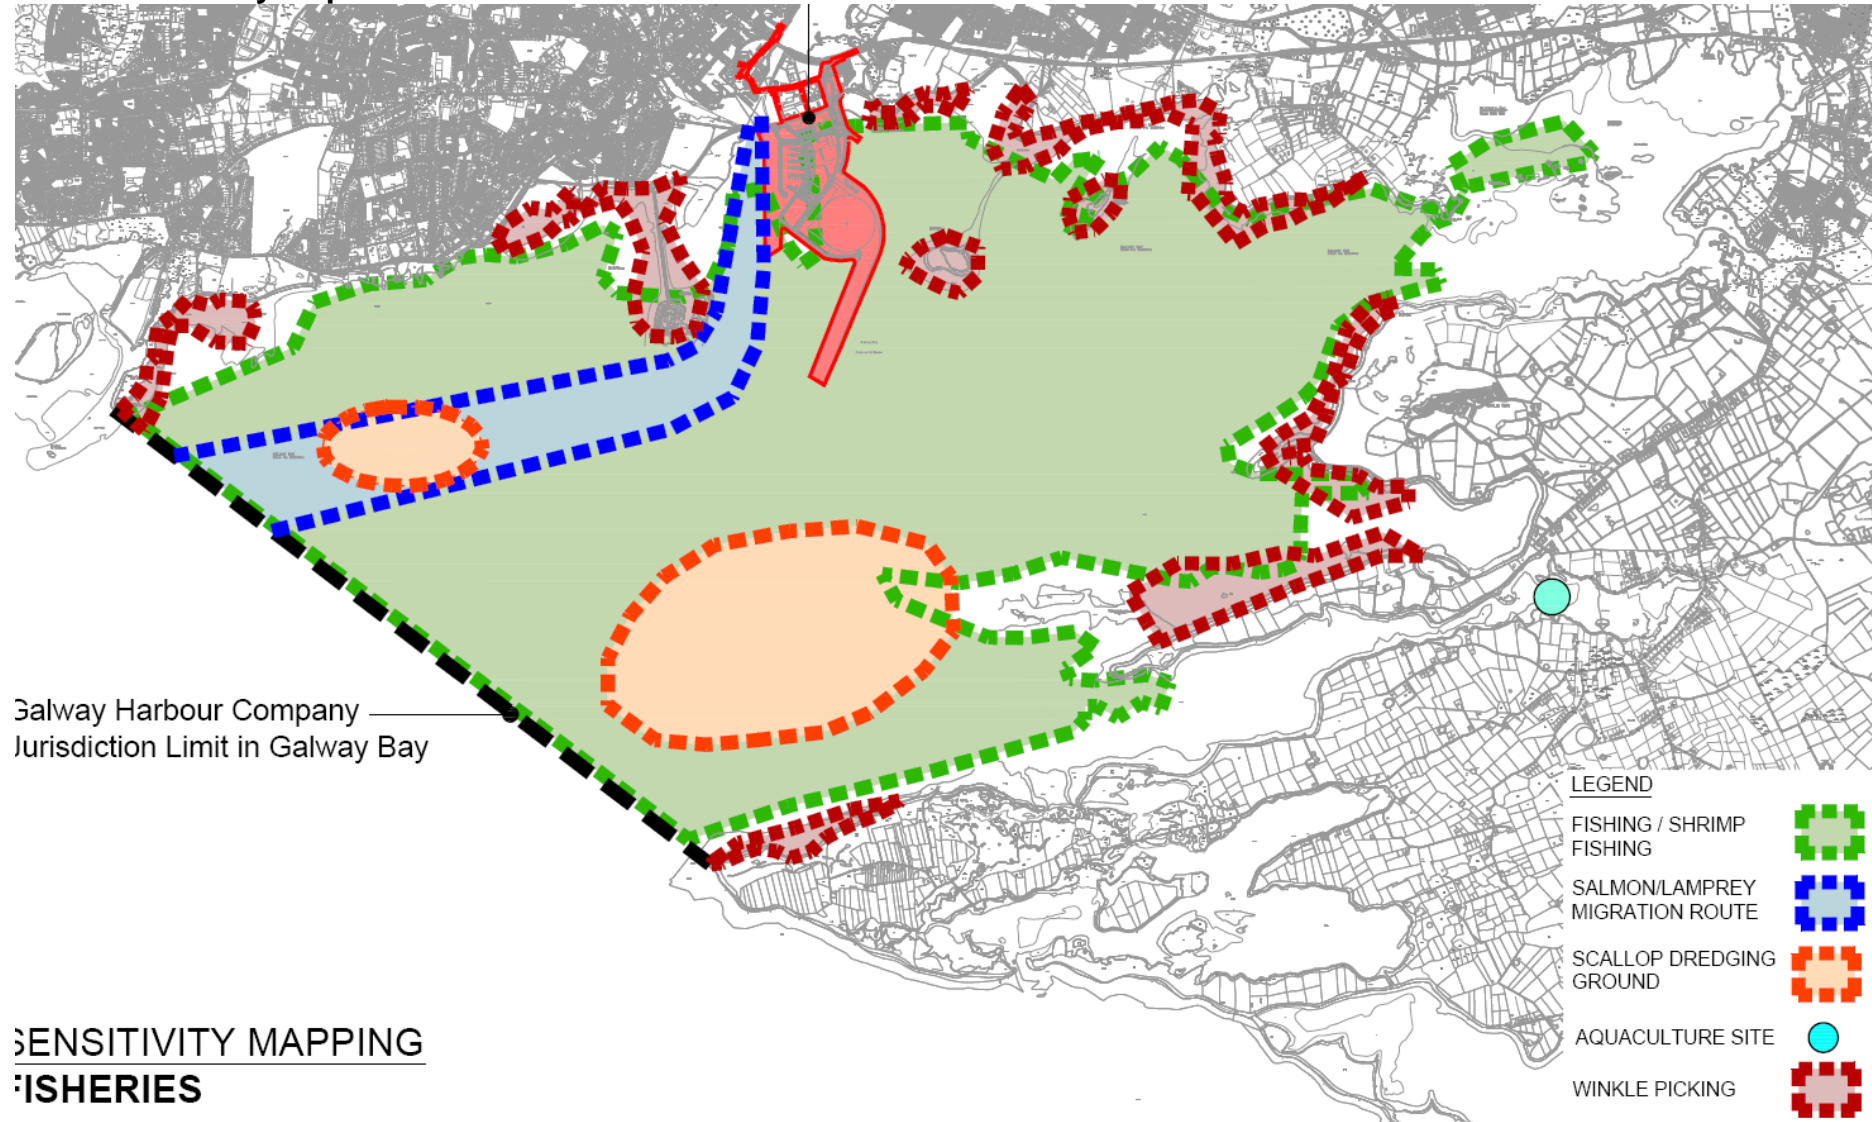 Galway Harbour Company
Jurisdiction Limit in Galway Bay
SENSITIVITY MAPPING
FISHERIES
LEGEND
FISHING / SHRIMP
FISHING
SALMON/LAMPREY
MIGRATION ROUTE
SCALLOP DREDGING
GROUND
AQUACULTURE SITE
WINKLE PICKING